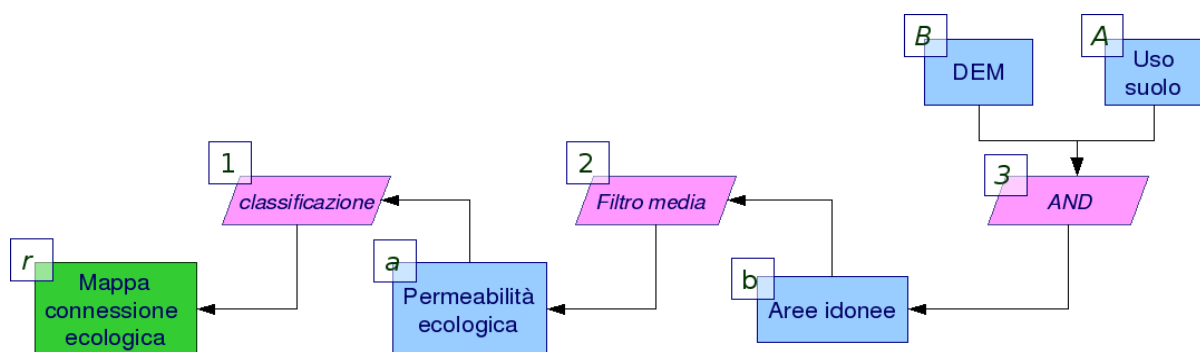 B
DEM
A
Uso
suolo
1
classificazione
2
Filtro media
3
AND
r
Mappa
connessione
ecologica
a
Permeabilità
ecologica
b
Aree idonee